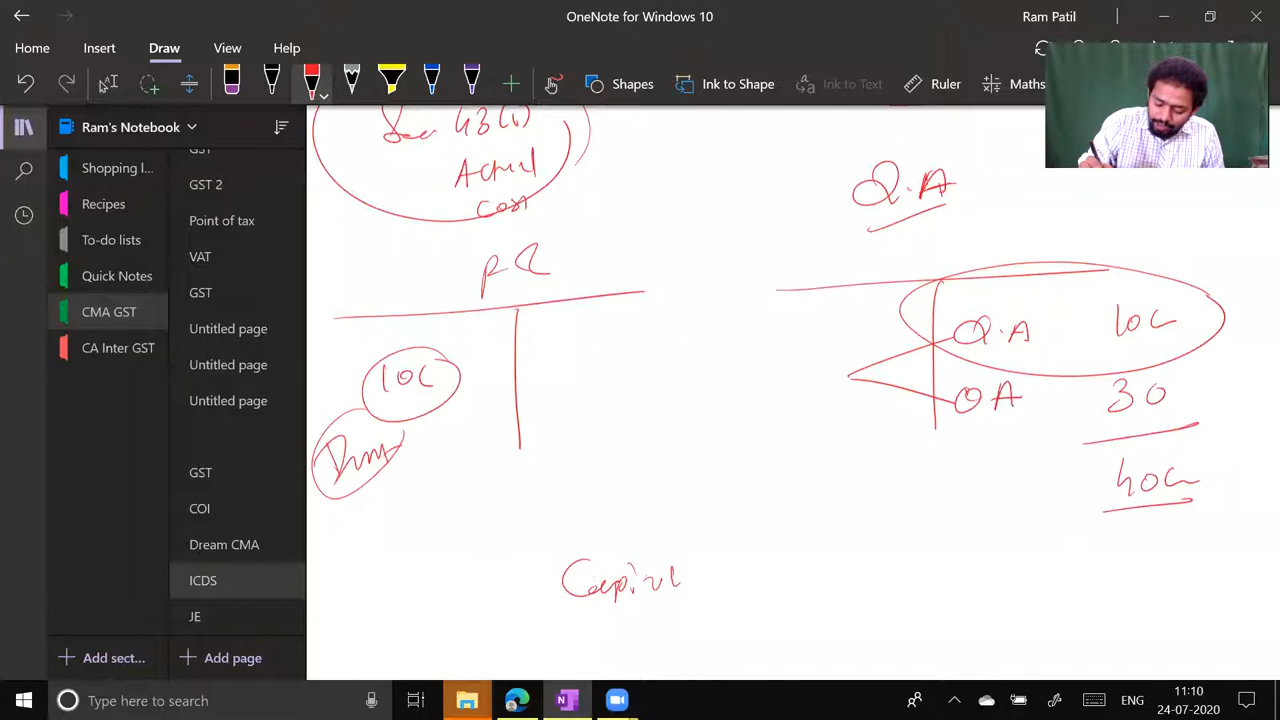 OneNote for Windows 10
Ram Patil
Home
Insert
Draw
View
Help
Shapes
Ink to Shape
Ink to Text
Ruler
Maths
Ram's Notebook
Shopping l...
Recipes
To-do lists
Quick Notes
CMA GST
CA Inter GST
Add sect...
GST
GST 2
Point of tax
VAT
GST
Untitled page
Untitled page
Untitled page
GST
COI
Dream CMA
ICDS
JE
Add page
Sec 43(1)
Actual
cost
Q.A
10C
Q.A 10C
OA 30
40C
Type here to search
ENG
11:10
24-07-2020